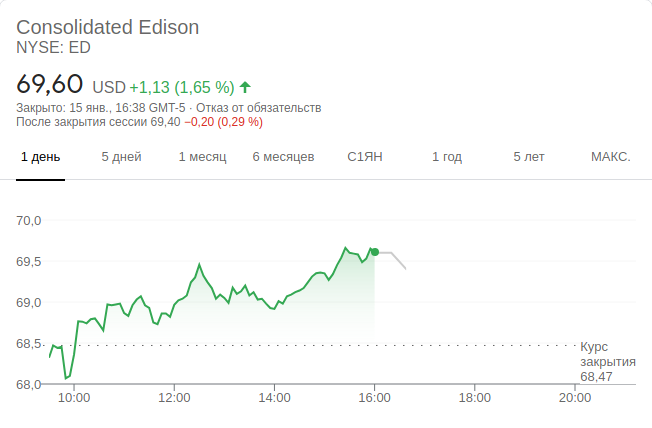 Consolidated Edison
NYSE: ED
69,60 USD +1,13 (1,65 %)
Закрыто: 15 янв., 16:38 GMT-5 · Отказ от обязательств
После закрытия сессии 69,40 −0,20 (0,29 %)
1 день 5 дней 1 месяц 6 месяцев С1ЯН 1 год 5 лет МАКС.
70,0
69,5
69,0
68,5
68,0
Курс
закрытия
68,47
10:00 12:00 14:00 16:00 18:00 20:00